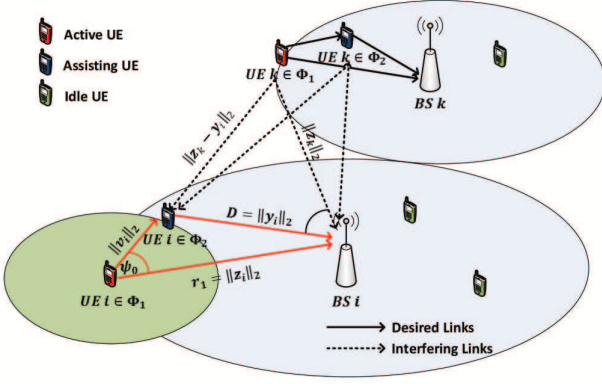 Active UE
Assisting UE
Idle UE
UE k ∈ Φ₁
UE k ∈ Φ₂
BS k
‖z_k − y_i‖₂
‖z_k‖₂
D = ‖y_i‖₂
UE i ∈ Φ₂
‖v_i‖₂
ψ₀
r₁ = ‖z_i‖₂
UE i ∈ Φ₁
BS i
Desired Links
Interfering Links